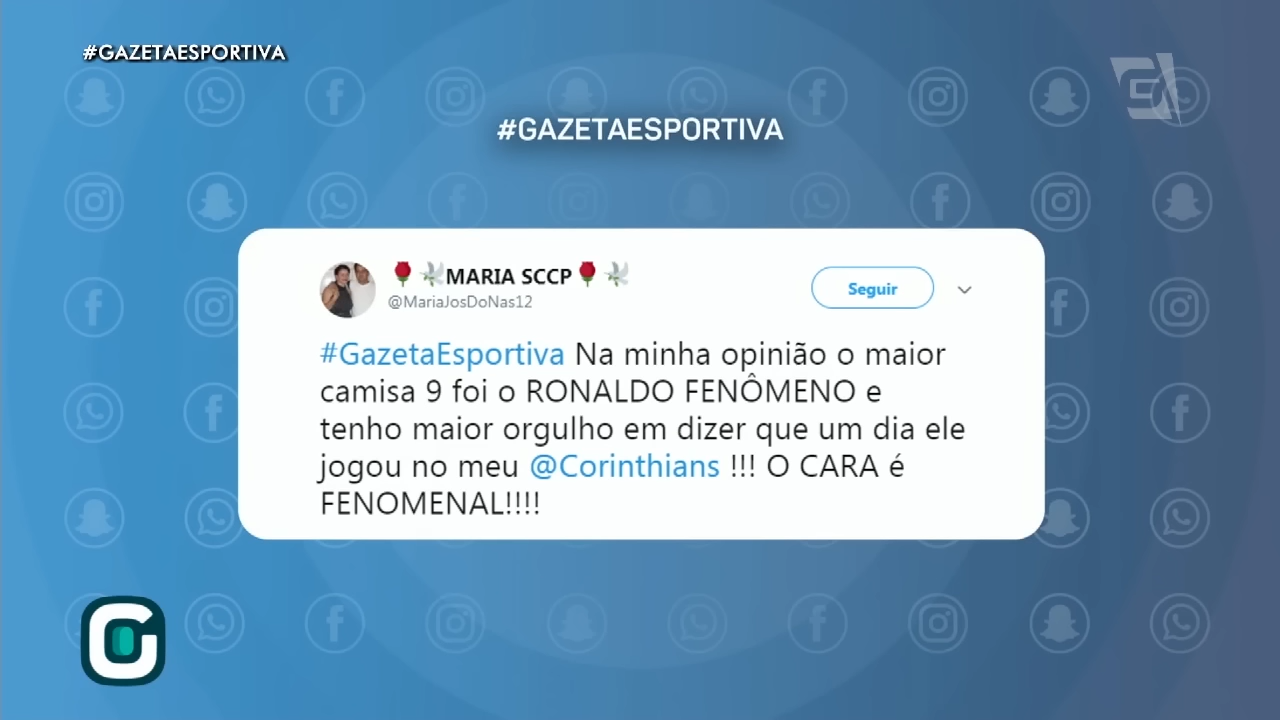 #GAZETAESPORTIVA
#GAZETAESPORTIVA
MARIA SCCP
@MariaJosDoNas12
Seguir
#GazetaEsportiva Na minha opinião o maior
camisa 9 foi o RONALDO FENÔMENO e
tenho maior orgulho em dizer que um dia ele
jogou no meu @Corinthians !!! O CARA é
FENOMENAL!!!!